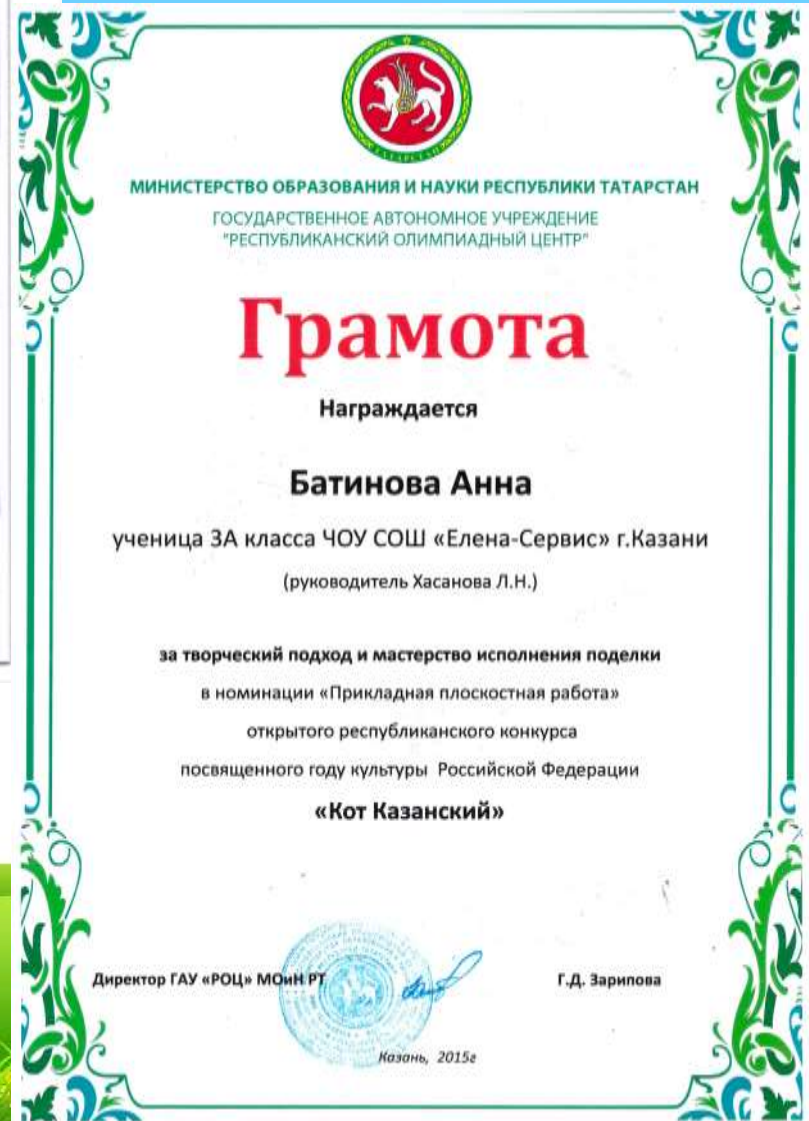 ТАТАРСТАН
МИНИСТЕРСТВО ОБРАЗОВАНИЯ И НАУКИ РЕСПУБЛИКИ ТАТАРСТАН
ГОСУДАРСТВЕННОЕ АВТОНОМНОЕ УЧРЕЖДЕНИЕ
"РЕСПУБЛИКАНСКИЙ ОЛИМПИАДНЫЙ ЦЕНТР"
Грамота
Награждается
Батинова Анна
ученица 3А класса ЧОУ СОШ «Елена-Сервис» г.Казани
(руководитель Хасанова Л.Н.)
за творческий подход и мастерство исполнения поделки
в номинации «Прикладная плоскостная работа»
открытого республиканского конкурса
посвященного году культуры Российской Федерации
«Кот Казанский»
Директор ГАУ «РОЦ» МОиН РТ Г.Д. Зарипова
Казань, 2015г